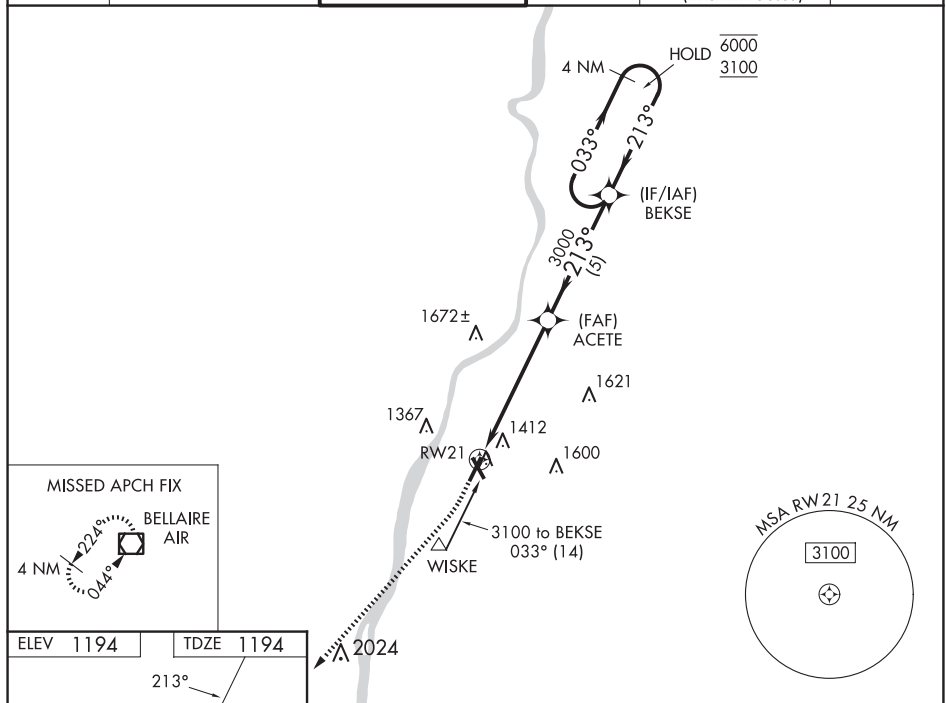 HOLD
6000
3100
4 NM
033°
213°
(IF/IAF)
BEKSE
3000
213°
(5)
(FAF)
ACETE
1672±
1621
1367
1412
RW21
1600
3100 to BEKSE
033° (14)
WISKE
2024
MISSED APCH FIX
BELLAIRE
AIR
224°
4 NM
044°
MSA RW21 25 NM
3100
ELEV 1194
TDZE 1194
213°